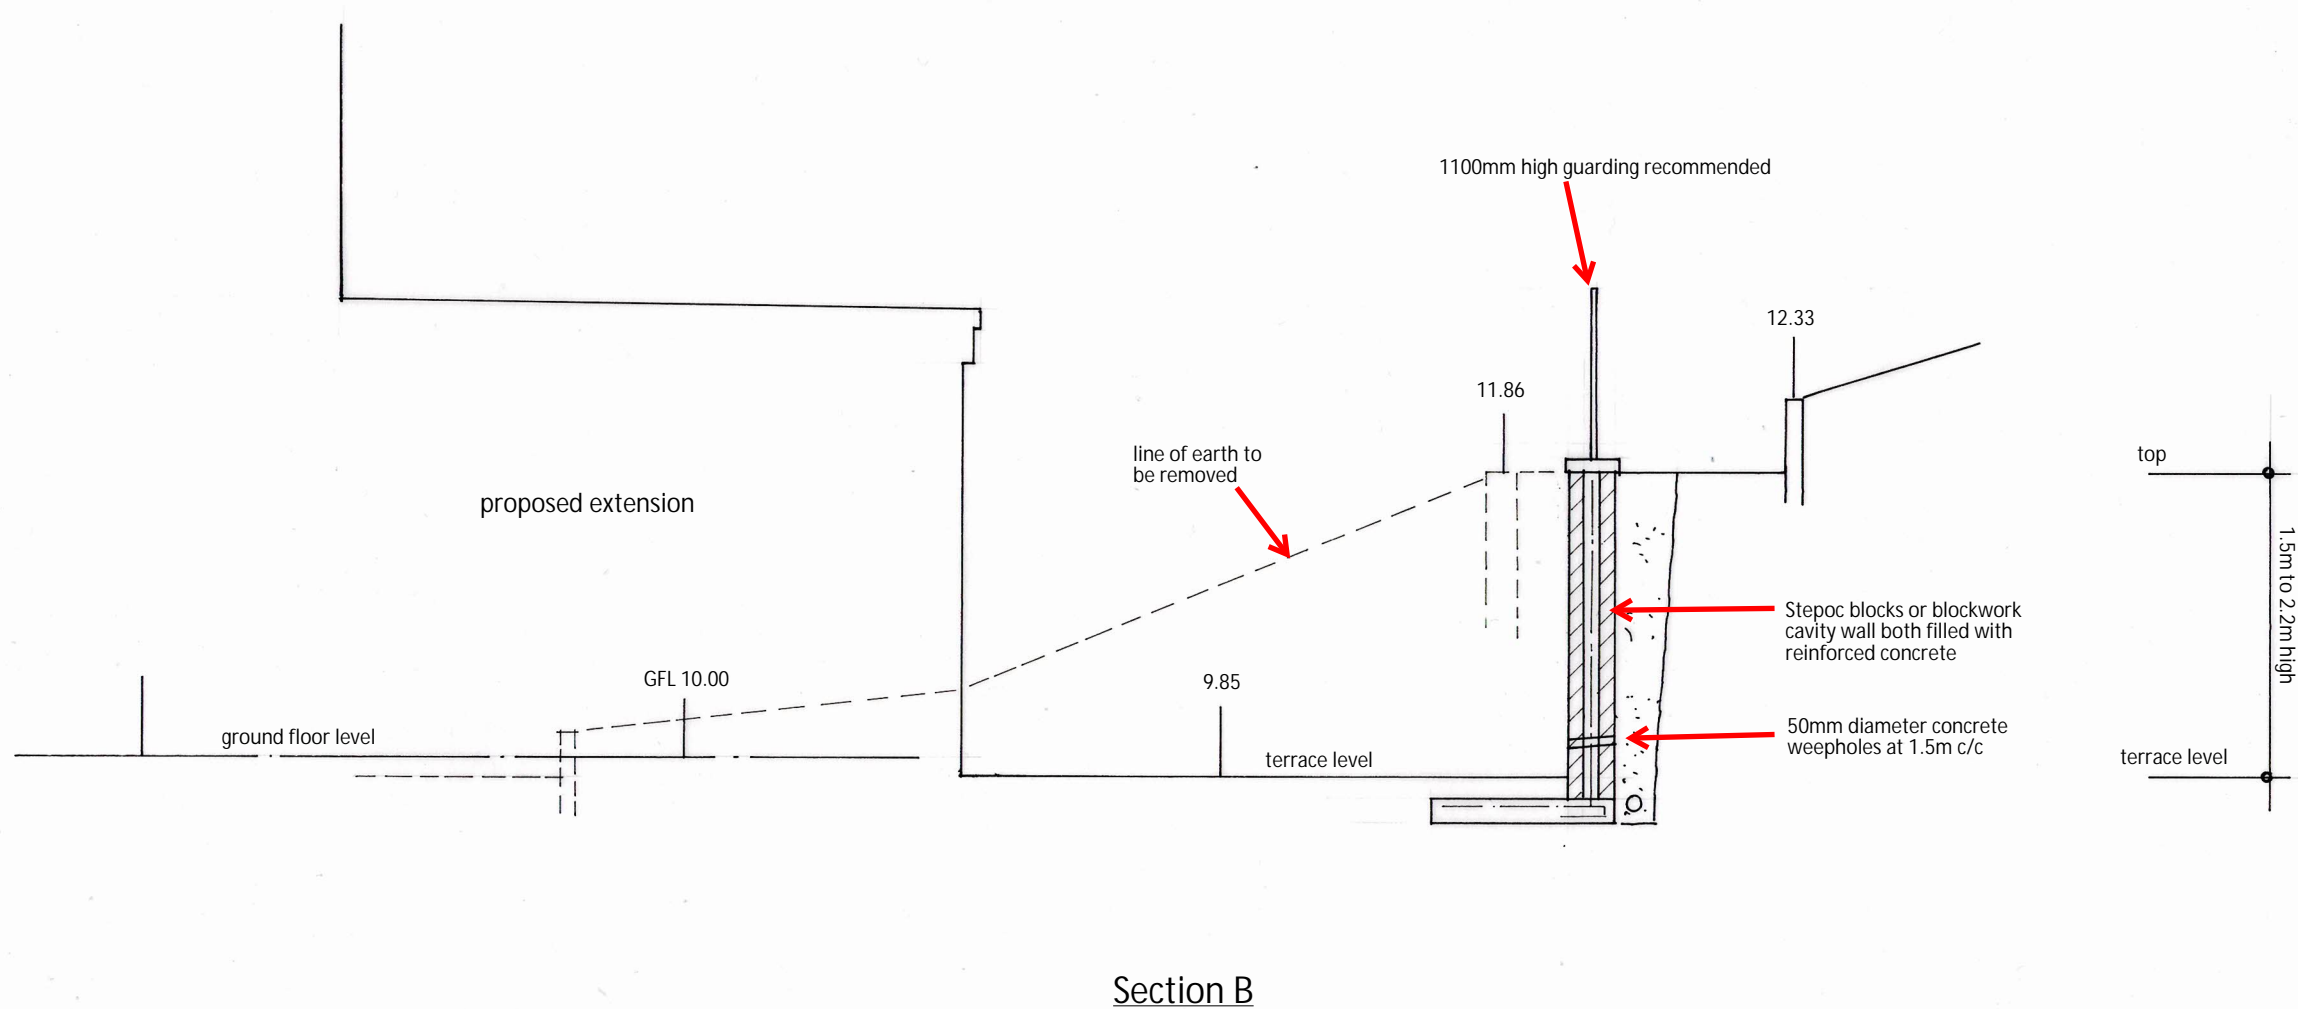 1100mm high guarding recommended
12.33
11.86
line of earth to
be removed
top
proposed extension
1.5m to 2.2m high
Stepoc blocks or blockwork
cavity wall both filled with
reinforced concrete
GFL 10.00
9.85
50mm diameter concrete
weepholes at 1.5m c/c
ground floor level
terrace level
terrace level
Section B